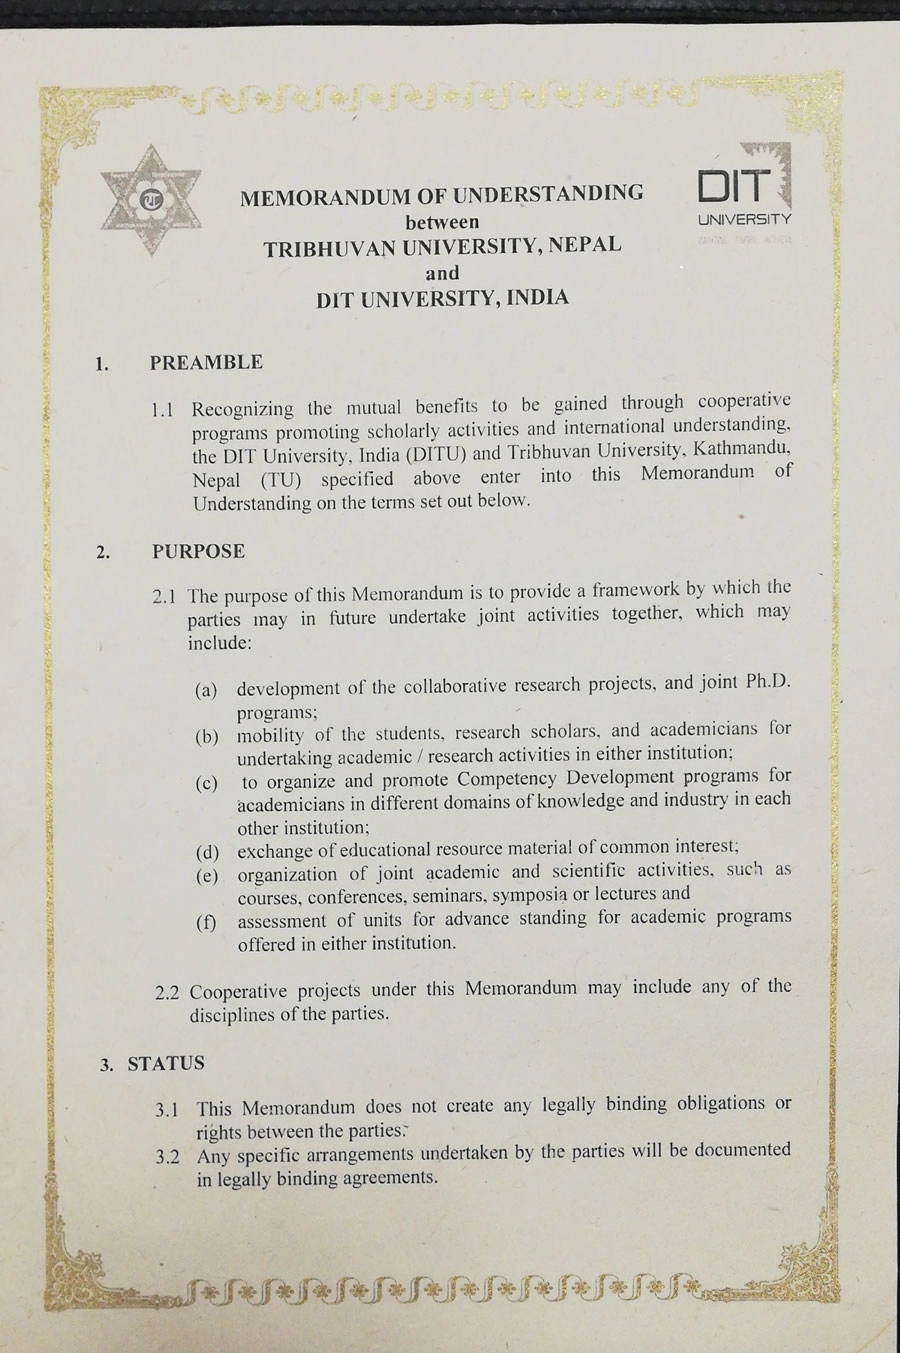 MEMORANDUM OF UNDERSTANDING
between
TRIBHUVAN UNIVERSITY, NEPAL
and
DIT UNIVERSITY, INDIA
DIT
UNIVERSITY
1. PREAMBLE
1.1 Recognizing the mutual benefits to be gained through cooperative
programs promoting scholarly activities and international understanding,
the DIT University, India (DITU) and Tribhuvan University, Kathmandu,
Nepal (TU) specified above enter into this Memorandum of
Understanding on the terms set out below.
2. PURPOSE
2.1 The purpose of this Memorandum is to provide a framework by which the
parties may in future undertake joint activities together, which may
include:
(a) development of the collaborative research projects, and joint Ph.D.
programs;
(b) mobility of the students, research scholars, and academicians for
undertaking academic / research activities in either institution;
(c) to organize and promote Competency Development programs for
academicians in different domains of knowledge and industry in each
other institution;
(d) exchange of educational resource material of common interest;
(e) organization of joint academic and scientific activities, such as
courses, conferences, seminars, symposia or lectures and
(f) assessment of units for advance standing for academic programs
offered in either institution.
2.2 Cooperative projects under this Memorandum may include any of the
disciplines of the parties.
3. STATUS
3.1 This Memorandum does not create any legally binding obligations or
rights between the parties.
3.2 Any specific arrangements undertaken by the parties will be documented
in legally binding agreements.